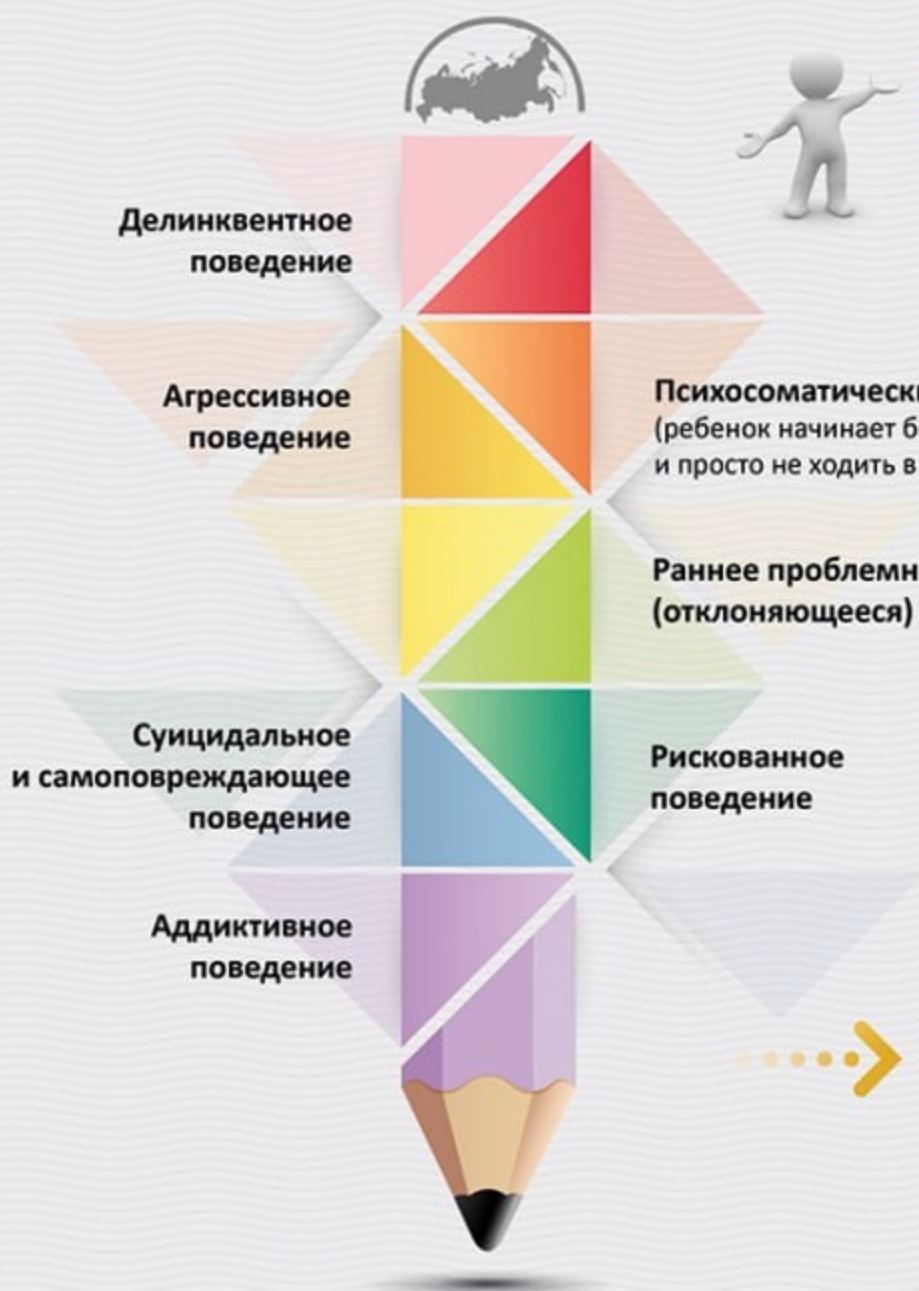 Делинквентное
поведение
Агрессивное
поведение
(ребенок начинает
и просто не ходить в
Раннее
(отклоняющееся)
Суицидальное
и самоповреждающее
поведение
Рискованное
поведение
Аддиктивное
поведение